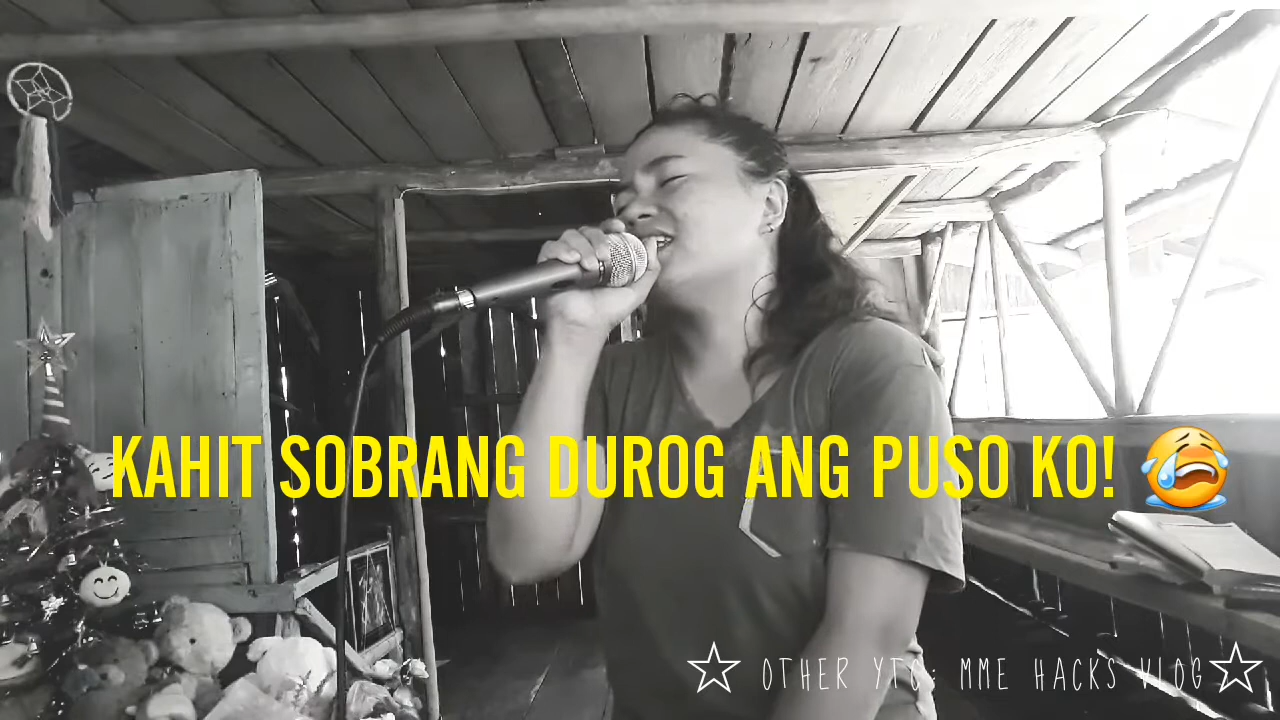 KAHIT SOBRANG DUROG ANG PUSO KO! 😭
☆ OTHER YTC: MME HACKS VLOG ☆